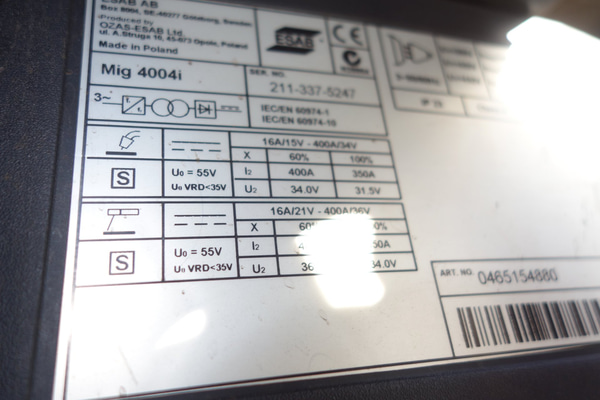 ESAB AB
Box 8004, SE-40277 Göteborg, Sweden
Produced by
OZAS-ESAB Ltd.
ul. A.Struga 10, 45-073 Opole, Poland
Made in Poland
ESAB
CE
Mig 4004i
SER. NO.
211-337-5247
3~
IEC/EN 60974-1
IEC/EN 60974-10
IP 23
16A/15V - 400A/34V
X 60% 100%
S
U0 = 55V
U0 VRD<35V
I2 400A 350A
U2 34.0V 31.5V
16A/21V - 400A/36V
X
S
U0 = 55V
U0 VRD<35V
I2
U2
ART. NO. 0465154880